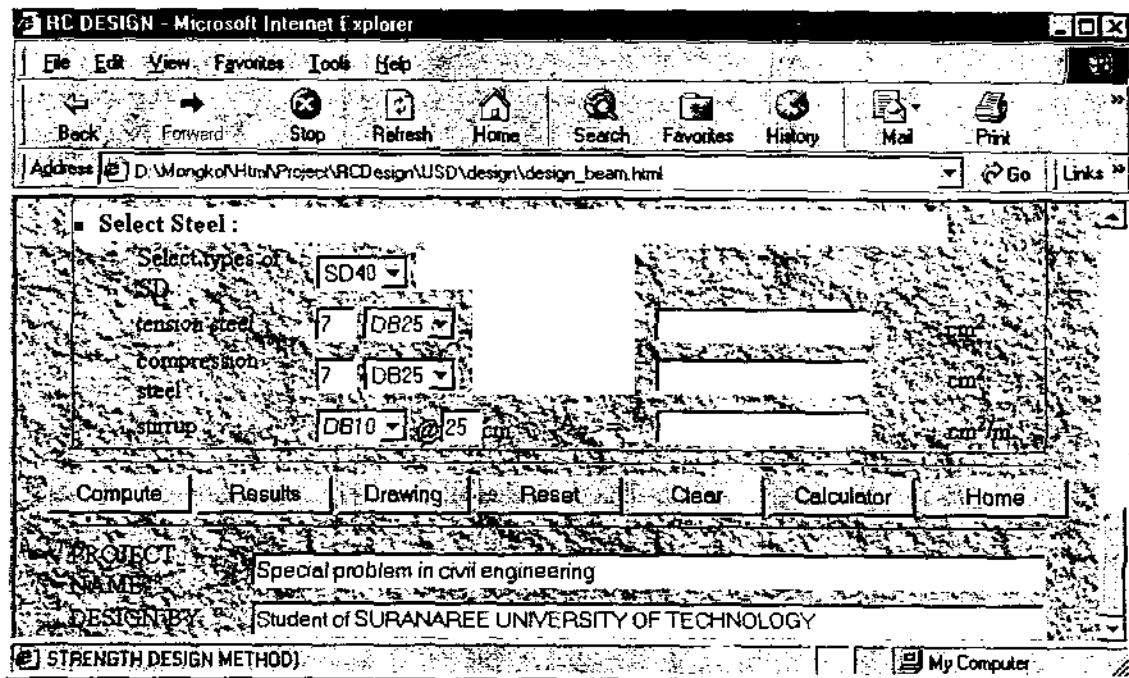 RC DESIGN - Microsoft Internet Explorer
File Edit View Favorites Tools Help
Back Forward Stop Refresh Home Search Favorites History Mail Print »
Address D:\Mongkol\Html\Project\RCDesign\USD\design\design_beam.html Go Links »
Select Steel :
Select types of SD40
SD
tension steel 7 DB25 cm2
compression 7 DB25 cm2
steel
stirrup DB10 @ 25 cm = cm2/m
Compute Results Drawing Reset Clear Calculator Home
PROJECT
NAME: Special problem in civil engineering
DESIGN BY: Student of SURANAREE UNIVERSITY OF TECHNOLOGY
STRENGTH DESIGN METHOD). My Computer